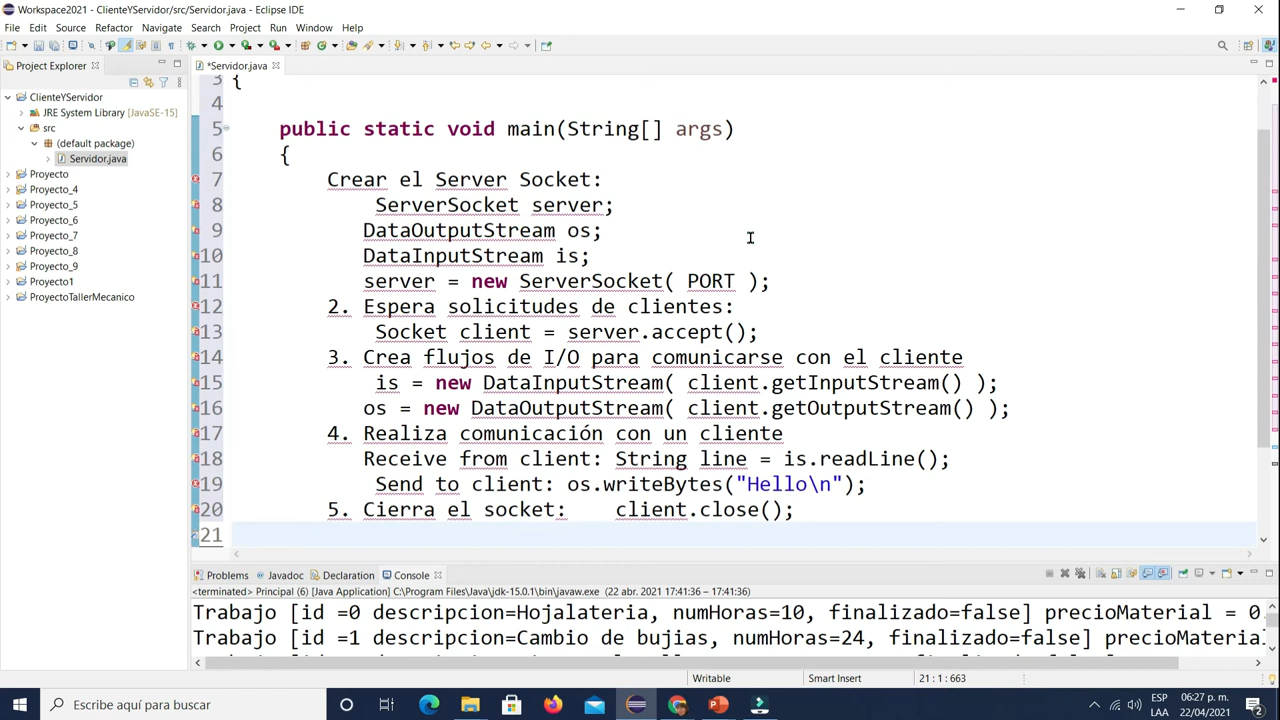 Workspace2021 - ClienteYServidor/src/Servidor.java - Eclipse IDE
File Edit Source Refactor Navigate Search Project Run Window Help
Project Explorer
*Servidor.java
ClienteYServidor
JRE System Library [JavaSE-15]
src
(default package)
Servidor.java
Proyecto
Proyecto_4
Proyecto_5
Proyecto_6
Proyecto_7
Proyecto_8
Proyecto_9
Proyecto1
ProyectoTallerMecanico
3 {
4
5 public static void main(String[] args)
6 {
7 Crear el Server Socket:
8 ServerSocket server;
9 DataOutputStream os;
10 DataInputStream is;
11 server = new ServerSocket( PORT );
12 2. Espera solicitudes de clientes:
13 Socket client = server.accept();
14 3. Crea flujos de I/O para comunicarse con el cliente
15 is = new DataInputStream( client.getInputStream() );
16 os = new DataOutputStream( client.getOutputStream() );
17 4. Realiza comunicación con un cliente
18 Receive from client: String line = is.readLine();
19 Send to client: os.writeBytes("Hello\n");
20 5. Cierra el socket: client.close();
21
Problems Javadoc Declaration Console
<terminated> Principal (6) [Java Application] C:\Program Files\Java\jdk-15.0.1\bin\javaw.exe (22 abr. 2021 17:41:36 – 17:41:36)
Trabajo [id =0 descripcion=Hojalateria, numHoras=10, finalizado=false] precioMaterial = 0
Trabajo [id =1 descripcion=Cambio de bujias, numHoras=24, finalizado=false] precioMateria
Writable Smart Insert 21 : 1 : 663
Escribe aquí para buscar
ESP
LAA
06:27 p. m.
22/04/2021
2